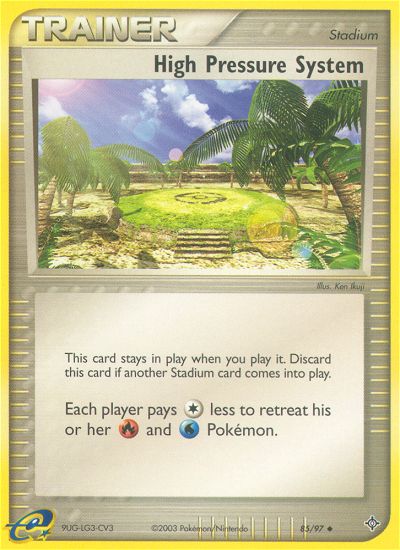 TRAINER
Stadium
High Pressure System
Illus. Ken Ikuji
This card stays in play when you play it. Discard
this card if another Stadium card comes into play.
Each player pays less to retreat his
or her and Pokémon.
9UG-LG3-CV3 ©2003 Pokémon/Nintendo 85/97
e